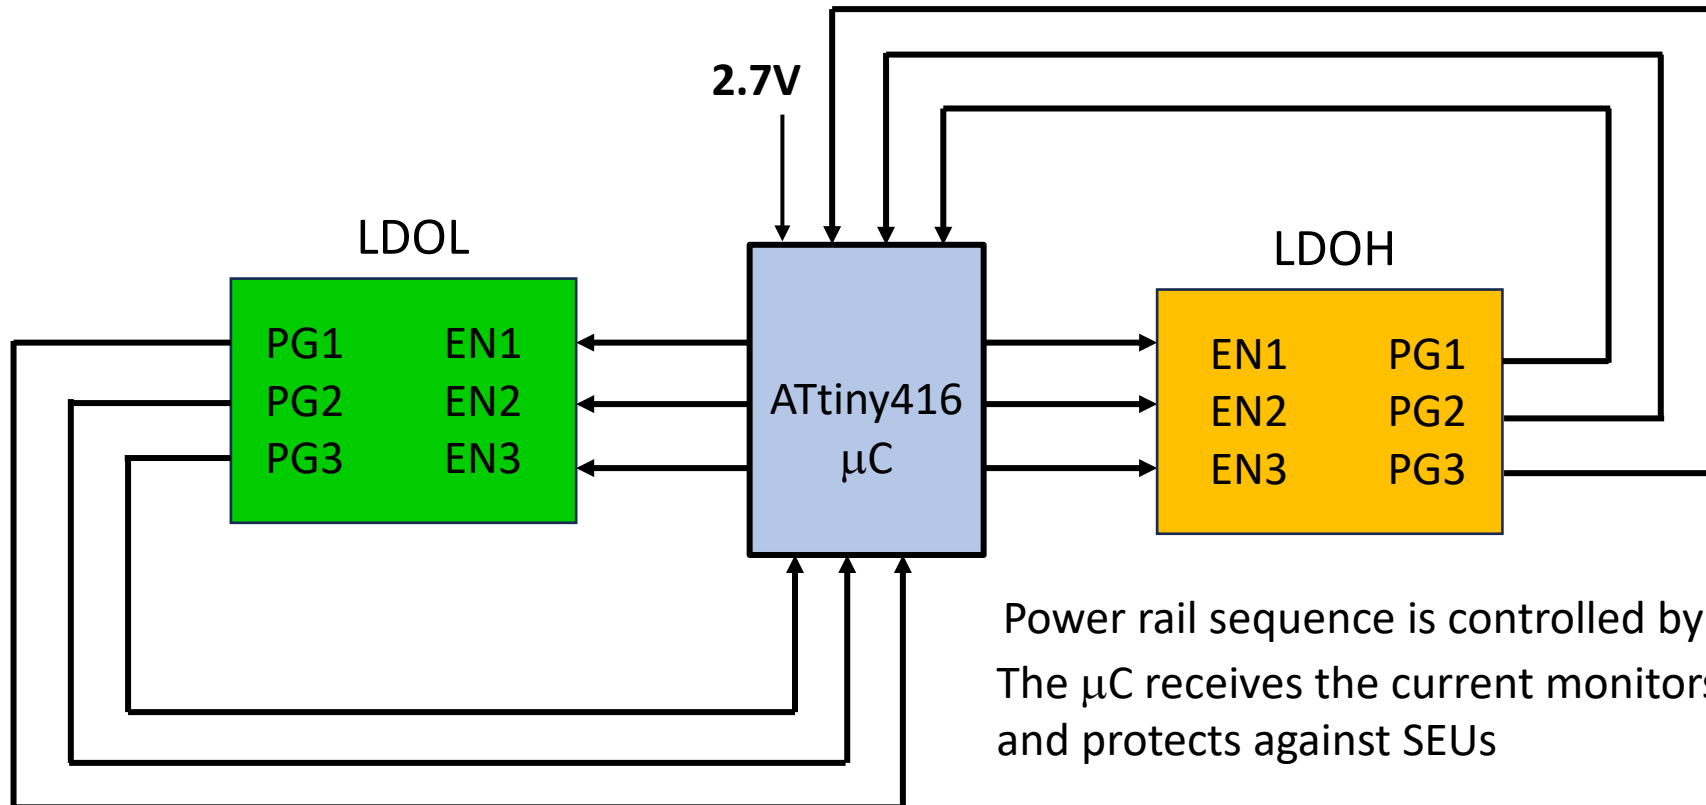 2.7V
LDOL
LDOH
PG1 EN1
PG2 EN2
PG3 EN3
ATtiny416
μC
EN1 PG1
EN2 PG2
EN3 PG3
Power rail sequence is controlled by
The μC receives the current monitors
and protects against SEUs